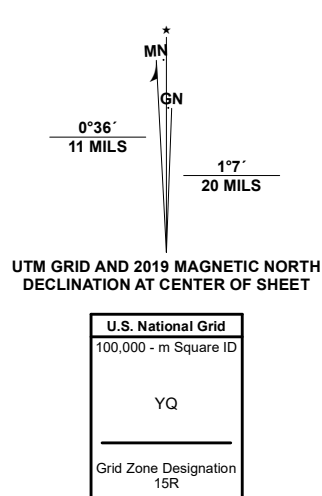 ★
MN
GN
0°36´
11 MILS
1°7´
20 MILS
UTM GRID AND 2019 MAGNETIC NORTH
DECLINATION AT CENTER OF SHEET
U.S. National Grid
100,000 - m Square ID
YQ
Grid Zone Designation
15R